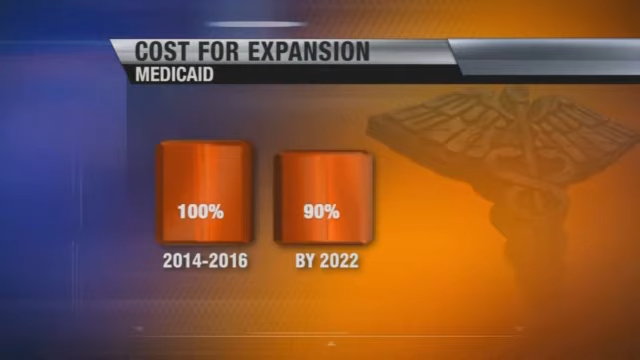 COST FOR EXPANSION
MEDICAID
100%
90%
2014-2016
BY 2022